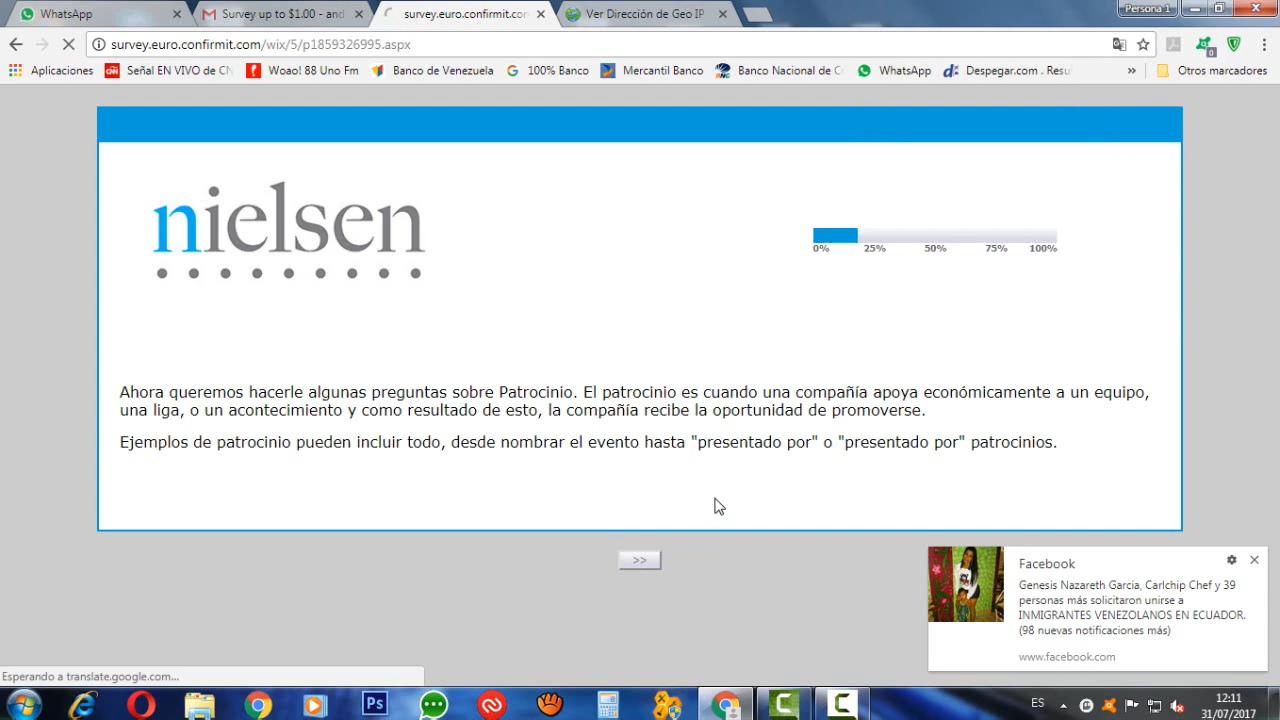 WhatsApp
Survey up to $1.00 - and
survey.euro.confirmit.co
Ver Dirección de Geo IP
Persona 1
survey.euro.confirmit.com/wix/5/p1859326995.aspx
Aplicaciones
Señal EN VIVO de CN
Woao! 88 Uno Fm
Banco de Venezuela
100% Banco
Mercantil Banco
Banco Nacional de C
WhatsApp
Despegar.com . Resu
»
Otros marcadores
nielsen
0% 25% 50% 75% 100%
Ahora queremos hacerle algunas preguntas sobre Patrocinio. El patrocinio es cuando una compañía apoya económicamente a un equipo,
una liga, o un acontecimiento y como resultado de esto, la compañía recibe la oportunidad de promoverse.
Ejemplos de patrocinio pueden incluir todo, desde nombrar el evento hasta "presentado por" o "presentado por" patrocinios.
>>
Facebook
Genesis Nazareth Garcia, Carlchip Chef y 39
personas más solicitaron unirse a
INMIGRANTES VENEZOLANOS EN ECUADOR.
(98 nuevas notificaciones más)
www.facebook.com
Esperando a translate.google.com...
Ps
ES
12:11
31/07/2017